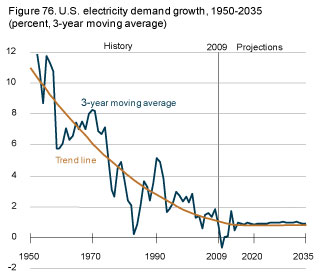 Figure 76. U.S. electricity demand growth, 1950-2035
(percent, 3-year moving average)
History
2009
Projections
12
10
8
6
4
2
0
-2
3-year moving average
Trend line
1950
1970
1990
2009
2020
2035